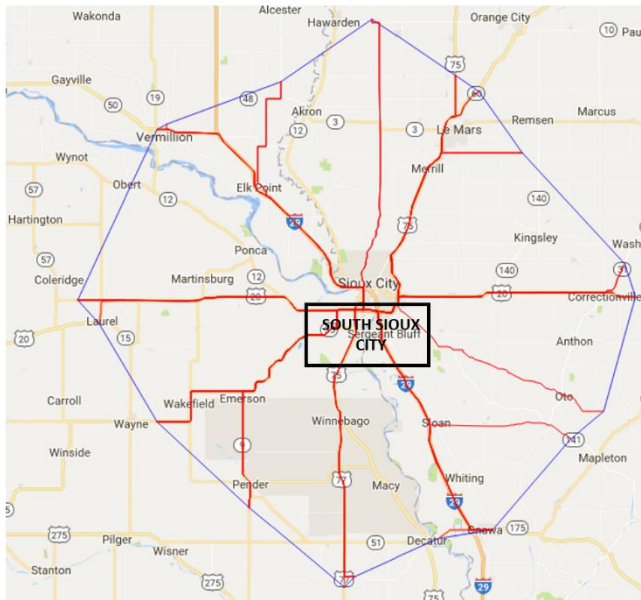 Wakonda
Alcester
Hawarden
Orange City
10
Pau
Gayville
19
48
75
50
60
Vermillion
Akron
3
3
Remsen
Marcus
12
Le Mars
Wynot
Obert
Merrill
57
12
Elk Point
140
Hartington
29
75
Kingsley
57
Ponca
Coleridge
Martinsburg
12
Sioux City
140
31
Wash
20
20
Correctionville
Laurel
20
15
SOUTH SIOUX
Sergeant Bluff
CITY
Anthon
75
29
Carroll
Wakefield
Emerson
Oto
Wayne
Winnebago
Sloan
141
Winside
9
Mapleton
Pender
77
Macy
Whiting
29
275
Pilger
Wisner
51
Decatur
Onawa
175
Stanton
275
77
29